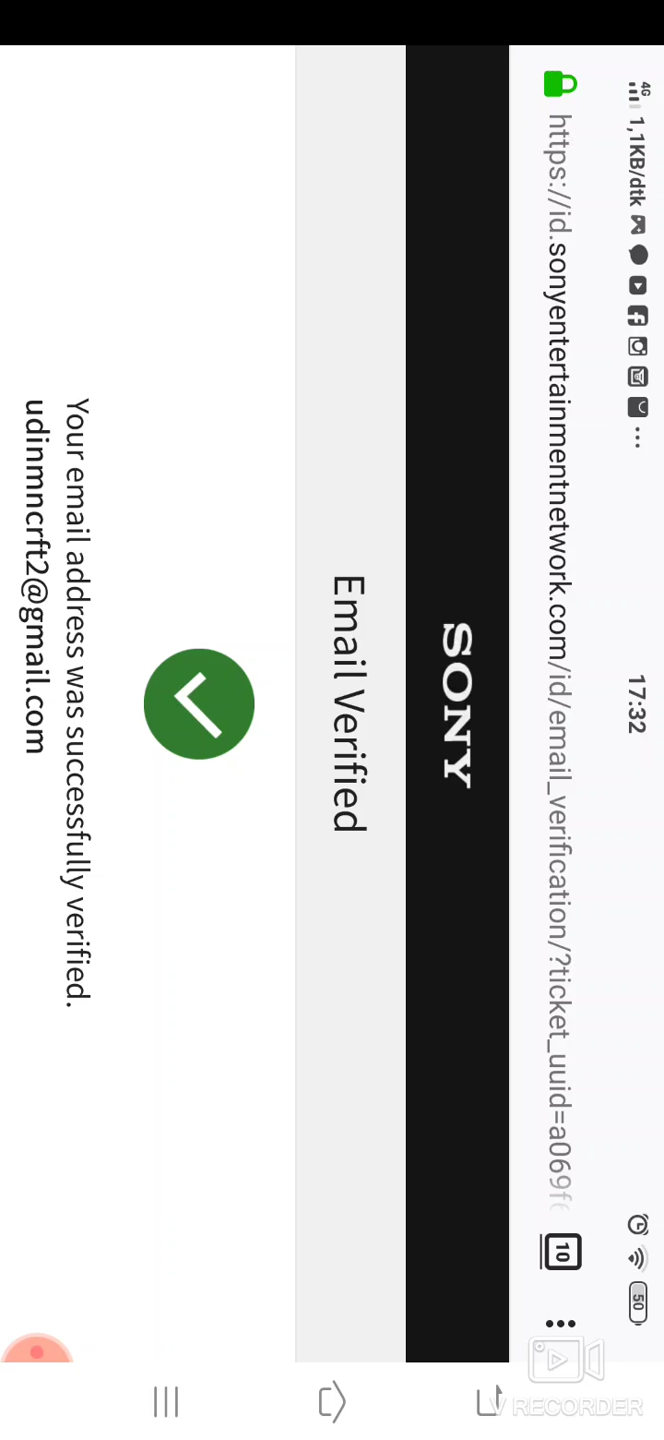 4G 1,1KB/dtk ... 17:32 50
https://id.sonyentertainmentnetwork.com/id/email_verification/?ticket_uuid=a069f6 10
SONY
Email Verified
Your email address was successfully verified.
udinmncrft2@gmail.com
V RECORDER